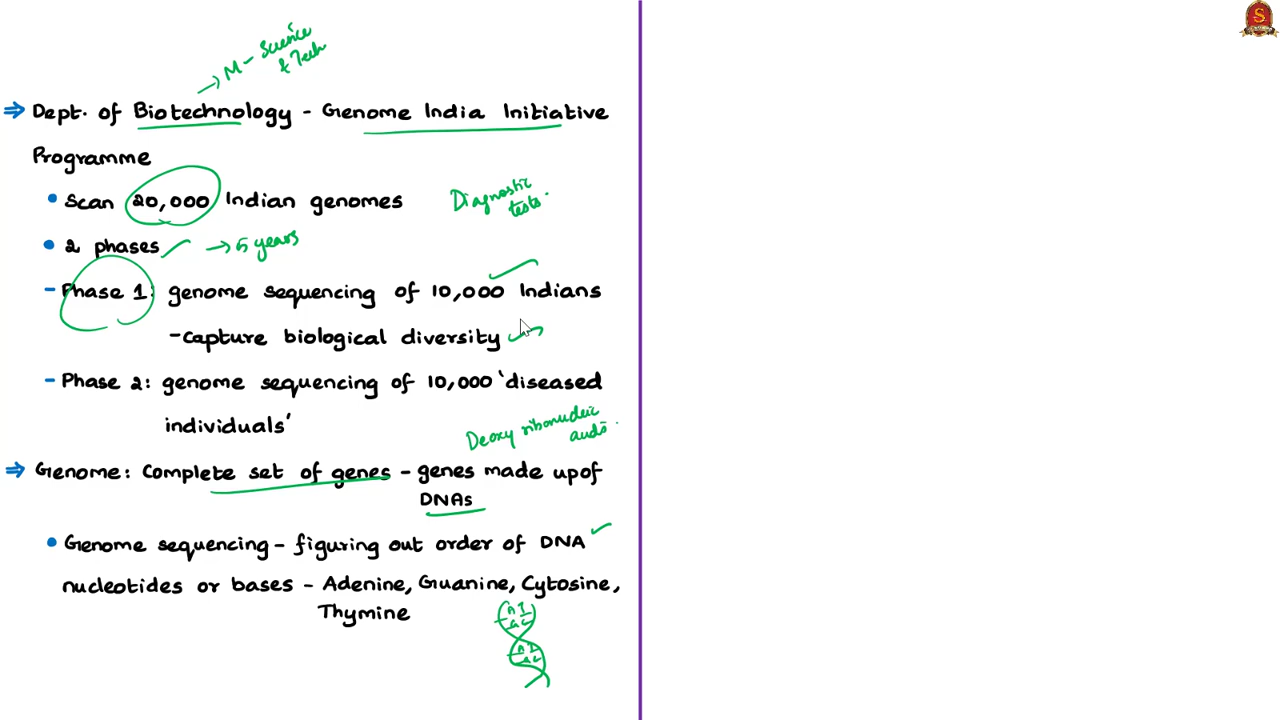 → M - Science
& Tech
⇒ Dept. of Biotechnology - Genome India Initiative
Programme
• Scan 20,000 Indian genomes
Diagnostic
tests.
• 2 phases → 5 years
- Phase 1: genome sequencing of 10,000 Indians
- capture biological diversity
- Phase 2: genome sequencing of 10,000 'diseased
individuals'
Deoxy ribonucleic
acids.
⇒ Genome: Complete set of genes - genes made upof
DNAs
• Genome sequencing - figuring out order of DNA
nucleotides or bases - Adenine, Guanine, Cytosine,
Thymine
A T
G C
A T
G C
S